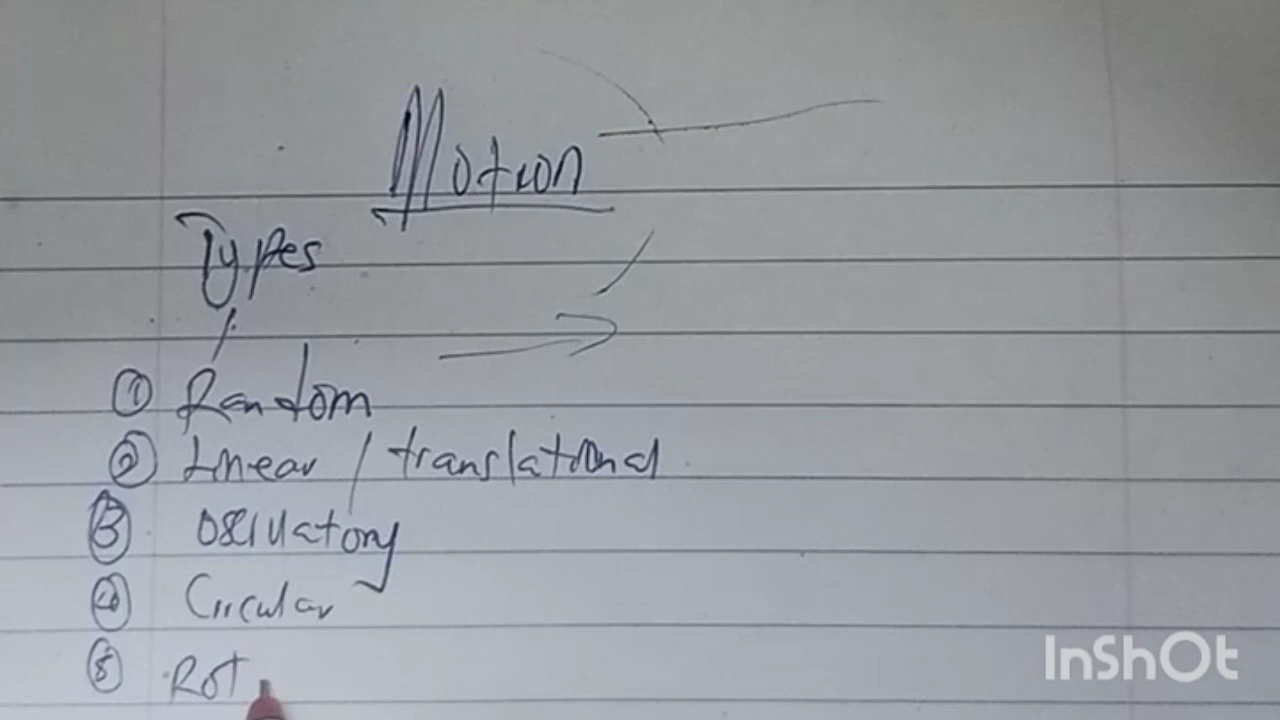 Motion
Types
① Random
② Linear / translational
③ Oscillatory
④ Circular
⑤ Rot
InShOt